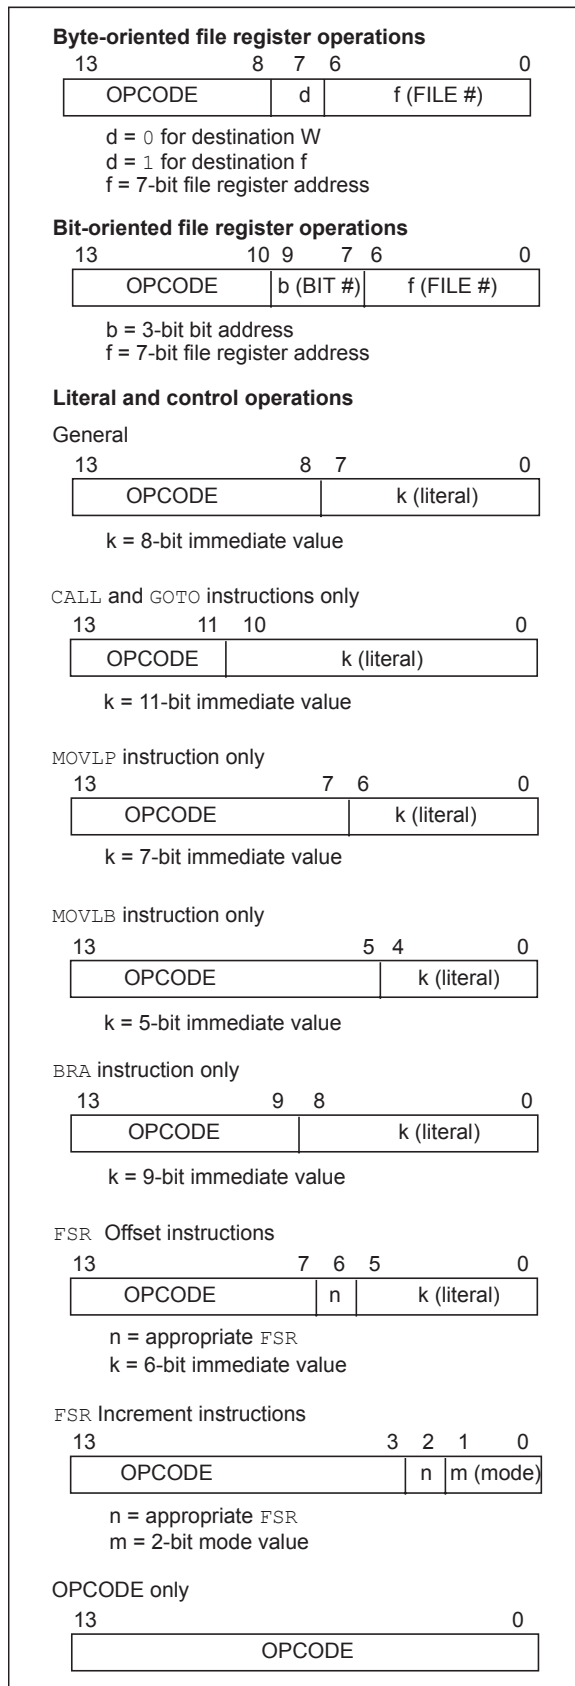 Byte-oriented file register operations
13 8 7 6 0
OPCODE d f (FILE #)
d = 0 for destination W
d = 1 for destination f
f = 7-bit file register address
Bit-oriented file register operations
13 10 9 7 6 0
OPCODE b (BIT #) f (FILE #)
b = 3-bit bit address
f = 7-bit file register address
Literal and control operations
General
13 8 7 0
OPCODE k (literal)
k = 8-bit immediate value
CALL and GOTO instructions only
13 11 10 0
OPCODE k (literal)
k = 11-bit immediate value
MOVLP instruction only
13 7 6 0
OPCODE k (literal)
k = 7-bit immediate value
MOVLB instruction only
13 5 4 0
OPCODE k (literal)
k = 5-bit immediate value
BRA instruction only
13 9 8 0
OPCODE k (literal)
k = 9-bit immediate value
FSR Offset instructions
13 7 6 5 0
OPCODE n k (literal)
n = appropriate FSR
k = 6-bit immediate value
FSR Increment instructions
13 3 2 1 0
OPCODE n m (mode)
n = appropriate FSR
m = 2-bit mode value
OPCODE only
13 0
OPCODE